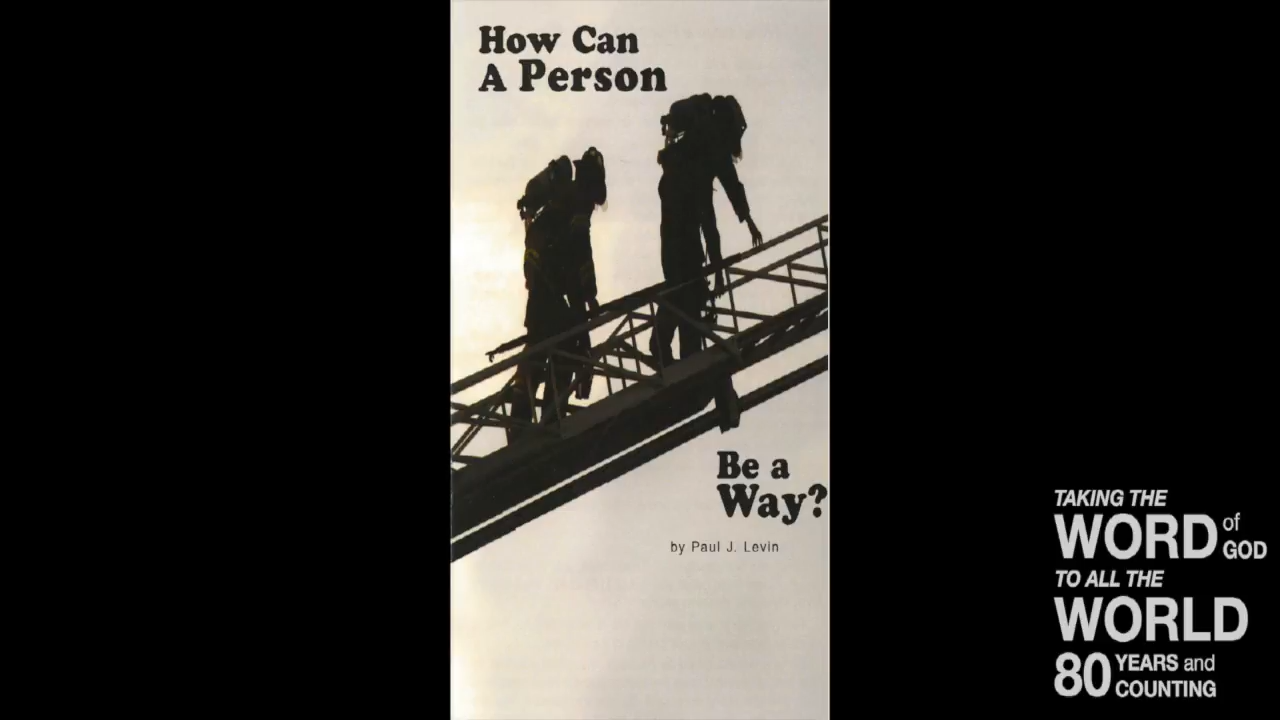 How Can
A Person
Be a
Way?
by Paul J. Levin
TAKING THE
WORD of GOD
TO ALL THE
WORLD
80 YEARS and COUNTING